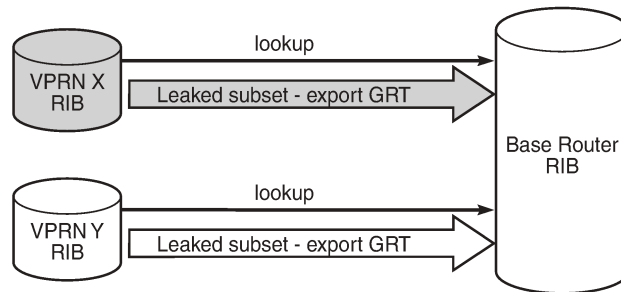 lookup
VPRN X
RIB
Leaked subset - export GRT
Base Router
RIB
lookup
VPRN Y
RIB
Leaked subset - export GRT